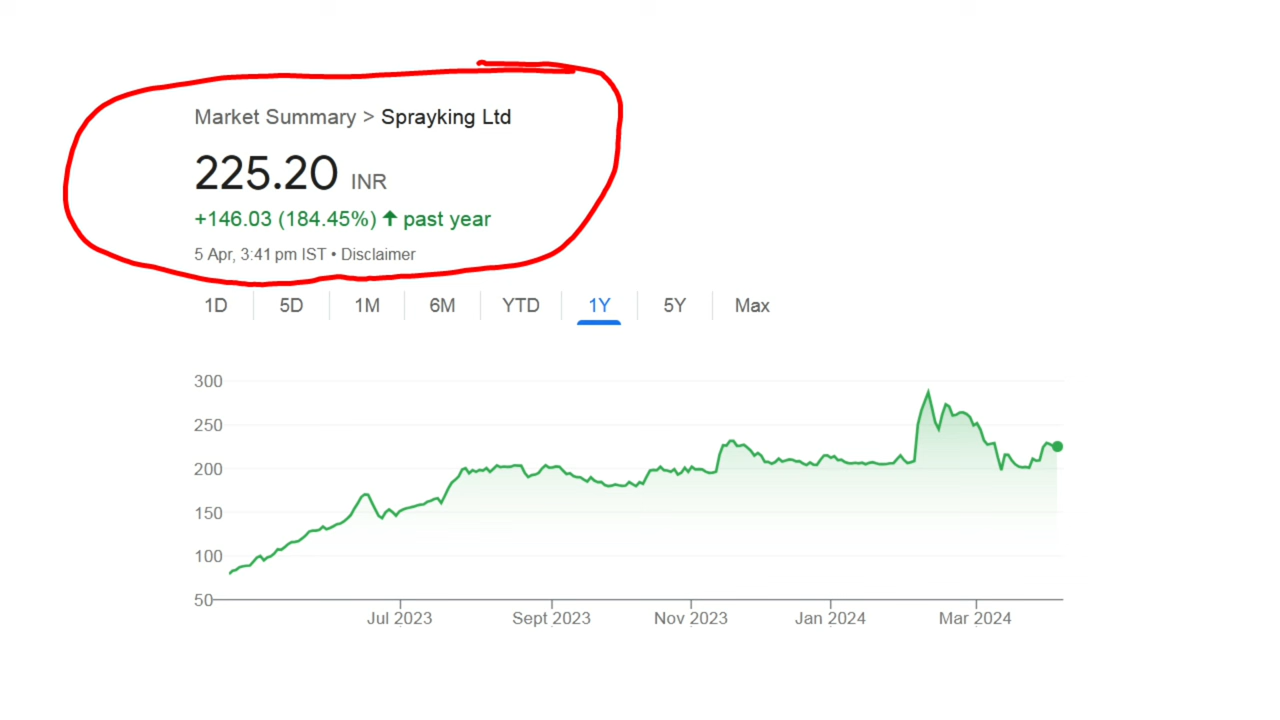 Market Summary > Sprayking Ltd
225.20 INR
+146.03 (184.45%) ↑ past year
5 Apr, 3:41 pm IST • Disclaimer
1D 5D 1M 6M YTD 1Y 5Y Max
300
250
200
150
100
50
Jul 2023 Sept 2023 Nov 2023 Jan 2024 Mar 2024